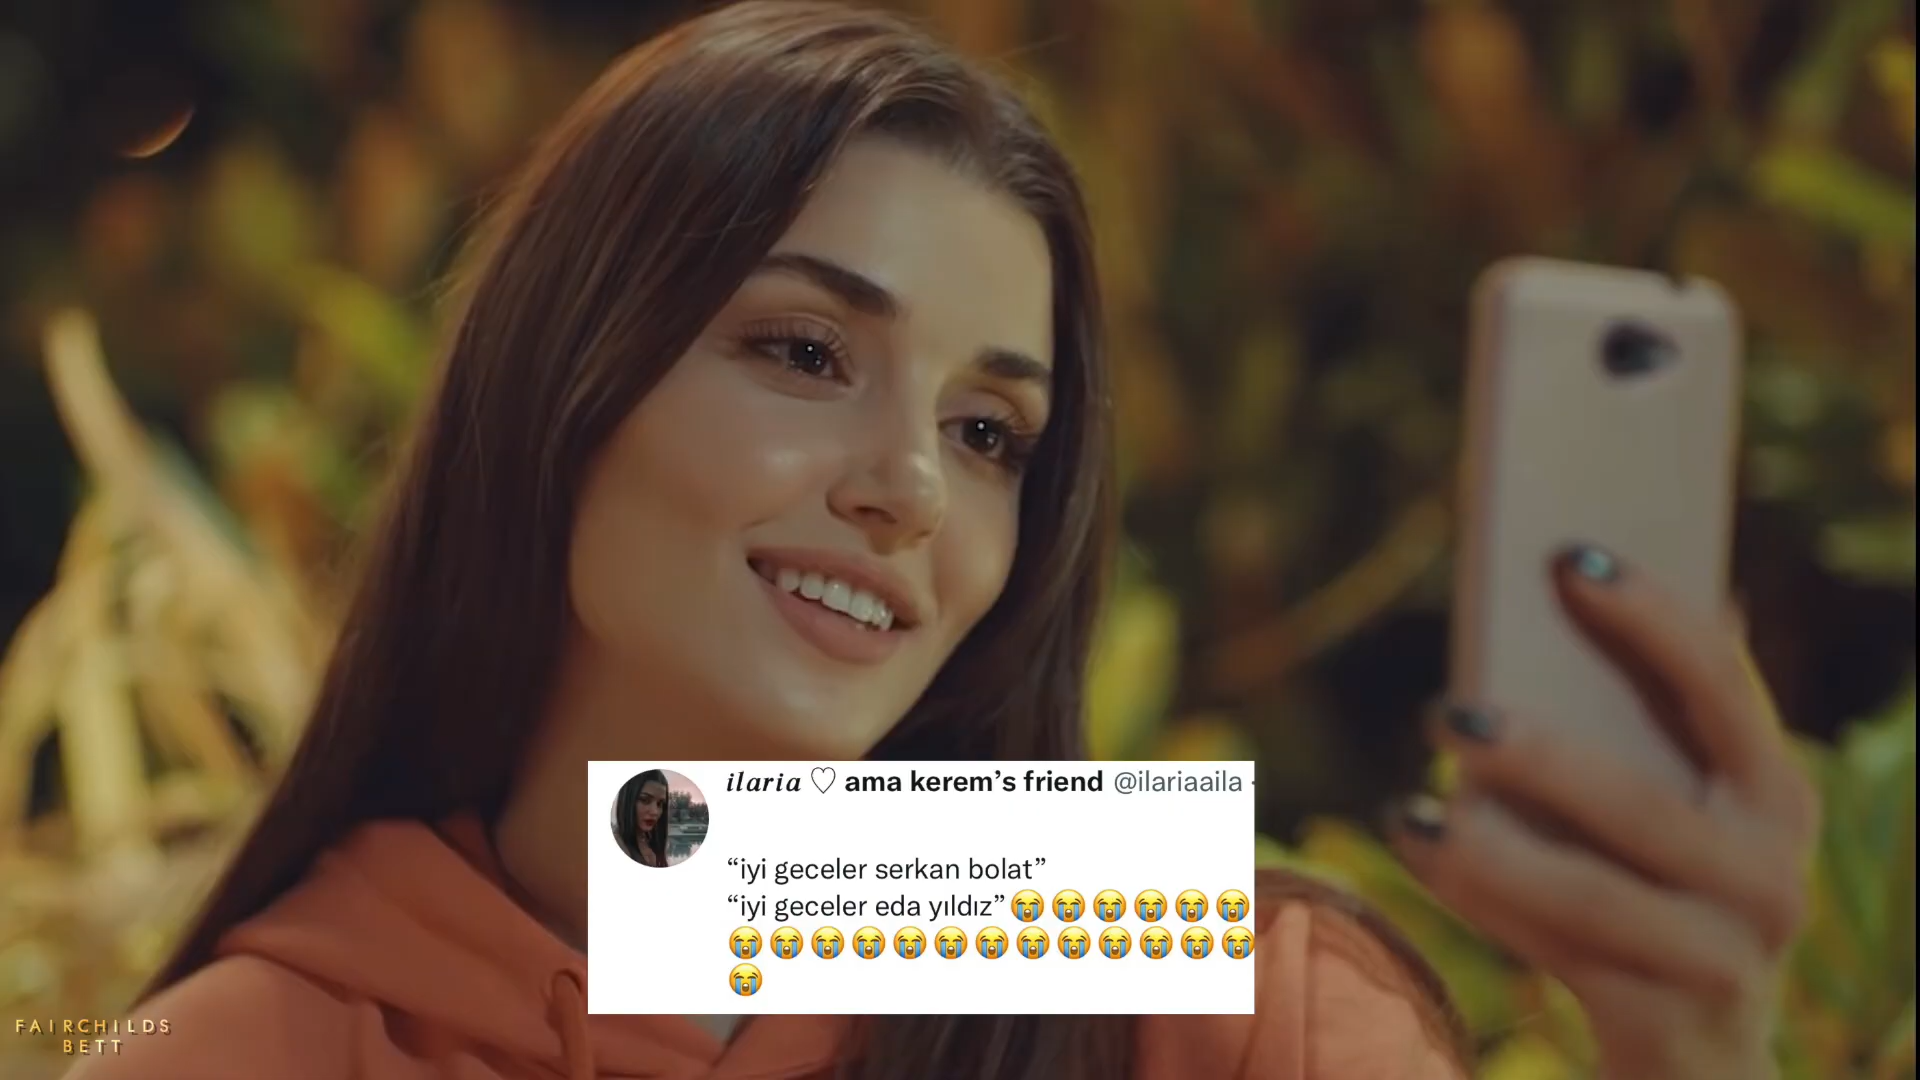 ilaria ♡ ama kerem’s friend @ilariaaila ·
“iyi geceler serkan bolat”
“iyi geceler eda yıldız”😭😭😭😭😭😭
😭😭😭😭😭😭😭😭😭😭😭😭😭
😭
FAIRCHILDS
BETT